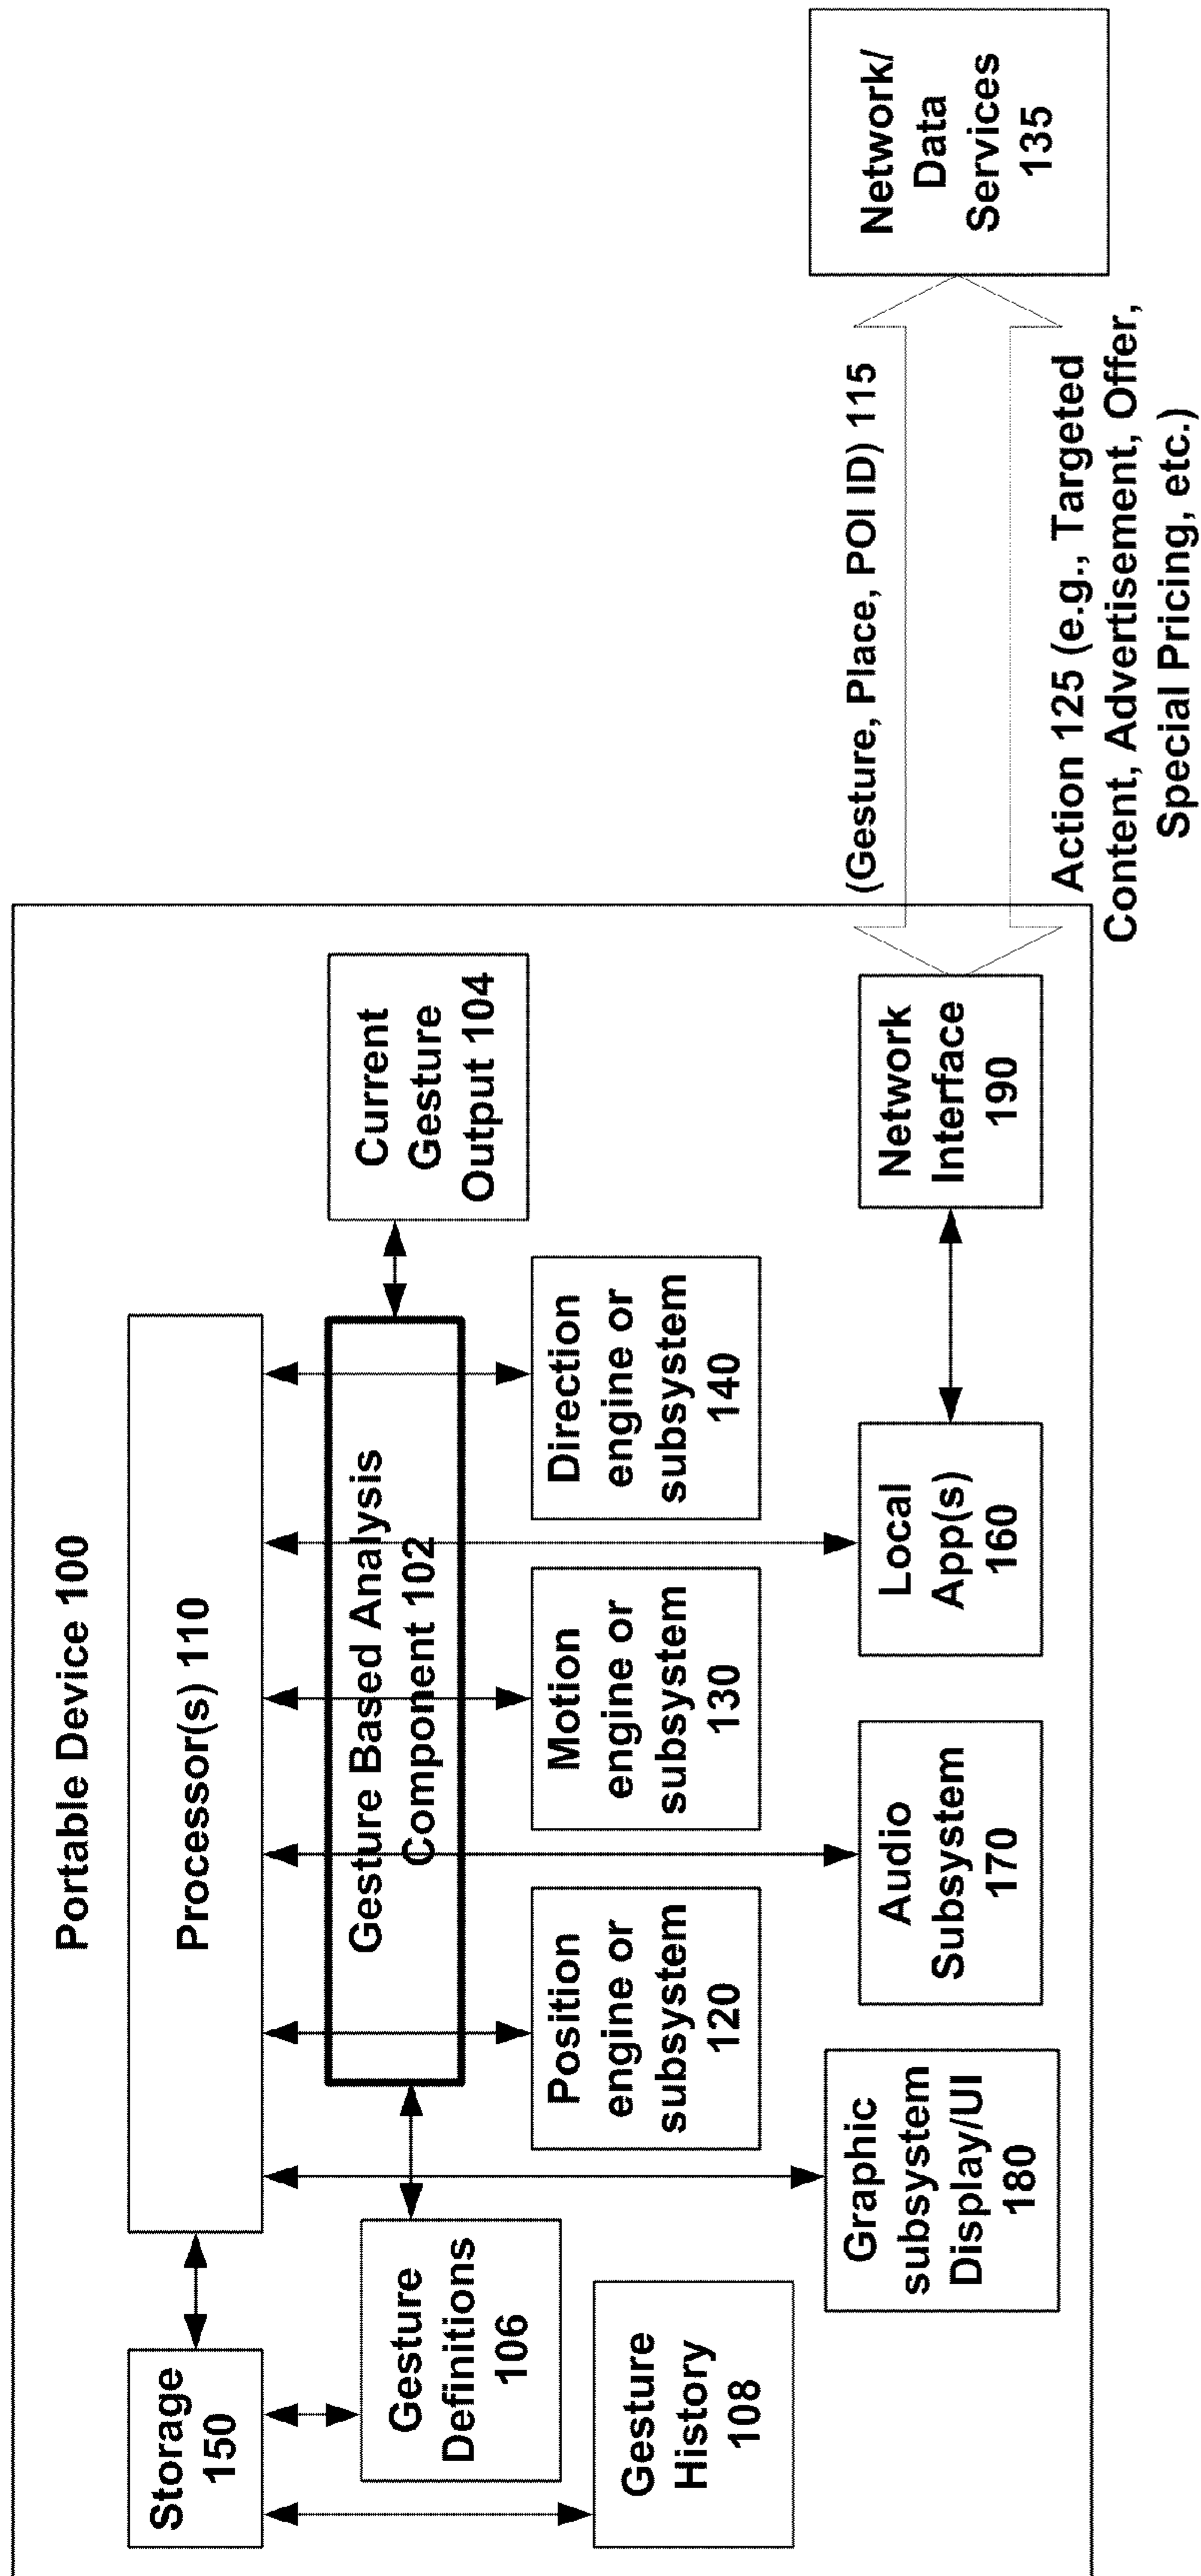 Portable Device 100
Storage
150
Processor(s) 110
Gesture Based Analysis
Component 102
Current
Gesture
Output 104
Gesture
Definitions
106
Gesture
History
108
Position
engine or
subsystem
120
Motion
engine or
subsystem
130
Direction
engine or
subsystem
140
Graphic
subsystem
Display/UI
180
Audio
Subsystem
170
Local
App(s)
160
Network
Interface
190
(Gesture, Place, POI ID) 115
Action 125 (e.g., Targeted
Content, Advertisement, Offer,
Special Pricing, etc.)
Network/
Data
Services
135